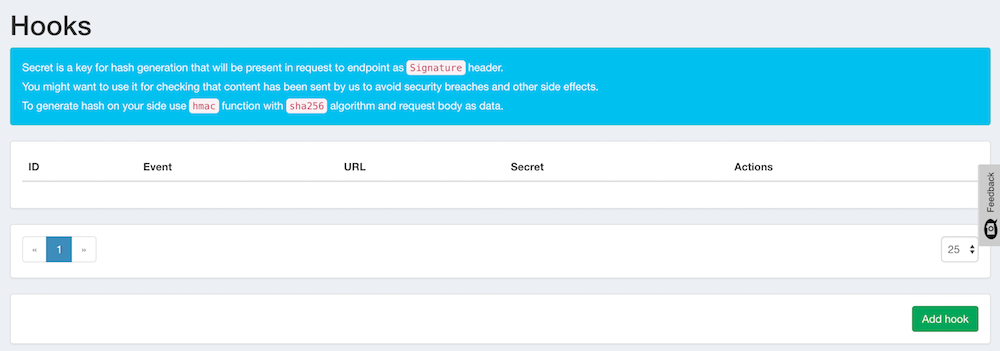 Hooks
Secret is a key for hash generation that will be present in request to endpoint as Signature header.
You might want to use it for checking that content has been sent by us to avoid security breaches and other side effects.
To generate hash on your side use hmac function with sha256 algorithm and request body as data.
ID Event URL Secret Actions
Feedback
« 1 » 25
Add hook